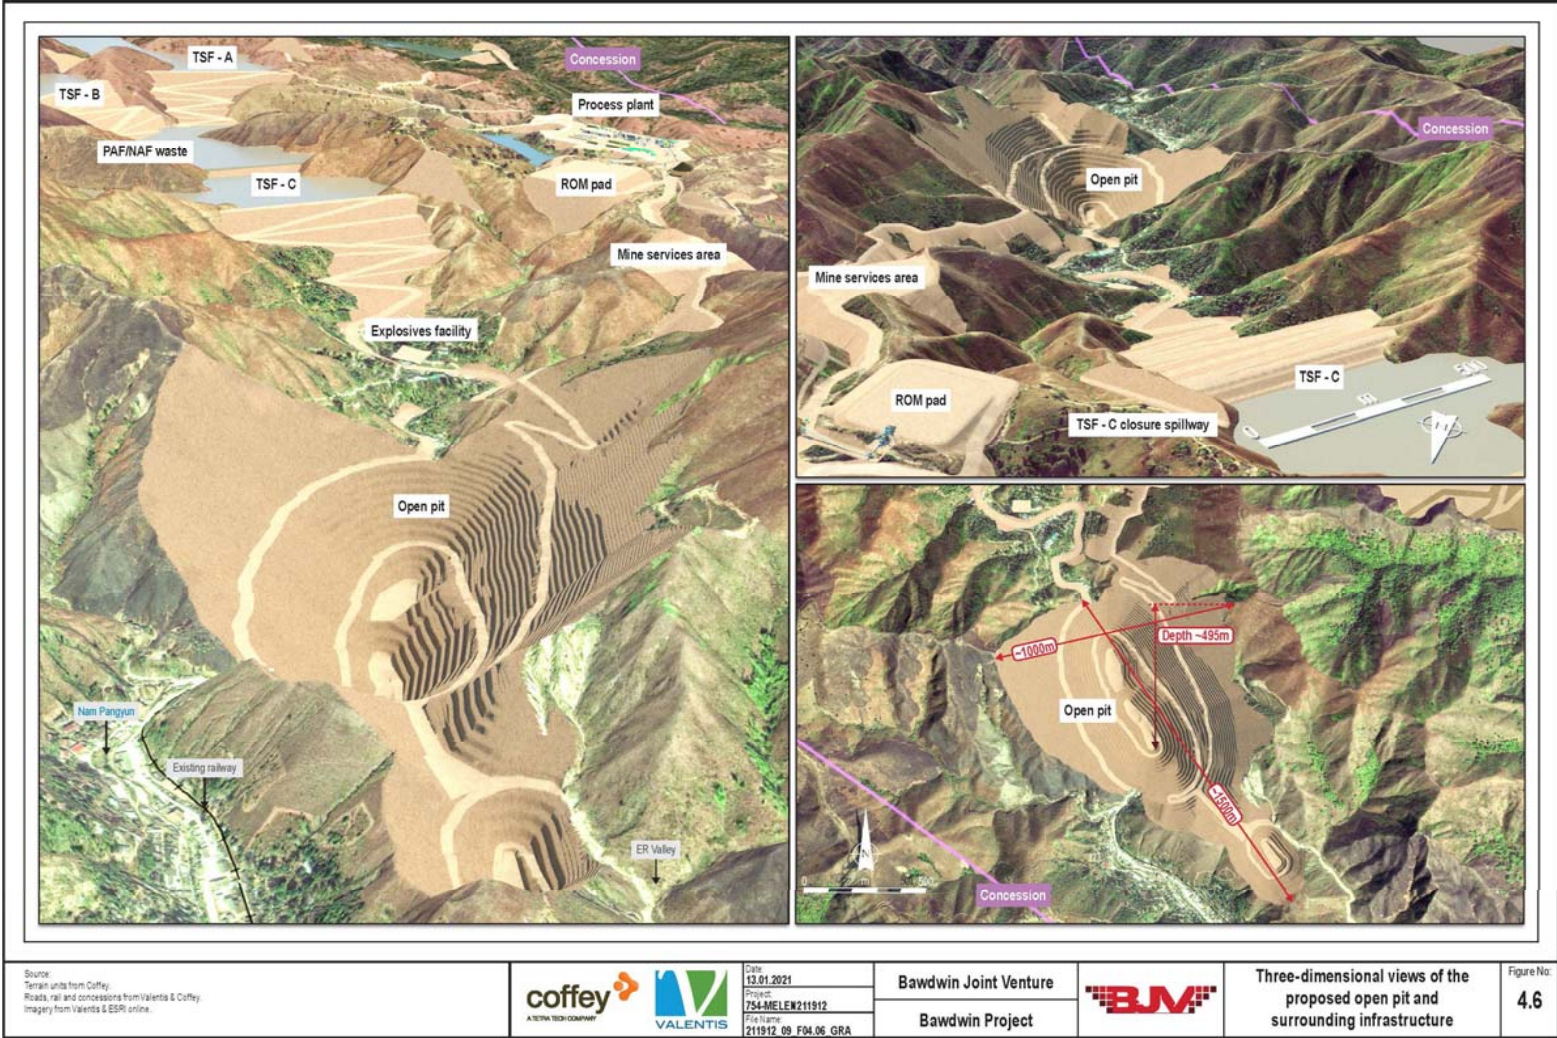 TSF - A
Concession
TSF - B
Process plant
PAF/NAF waste
TSF - C
ROM pad
Mine services area
Explosives facility
Open pit
Nam Pangyun
Existing railway
ER Valley
Concession
Open pit
Mine services area
ROM pad
TSF - C
TSF - C closure spillway
0
500
Depth ~495m
~1000m
Open pit
~1500m
N
0
m
500
Concession
Source:
Terrain units from Coffey.
Roads, rail and concessions from Valentis & Coffey.
Imagery from Valentis & ESRI online.
coffey
A TETRA TECH COMPANY
VALENTIS
Date:
13.01.2021
Project:
754-MELEN211912
File Name:
211912_09_F04.06_GRA
Bawdwin Joint Venture
Bawdwin Project
BJV
Three-dimensional views of the
proposed open pit and
surrounding infrastructure
Figure No:
4.6